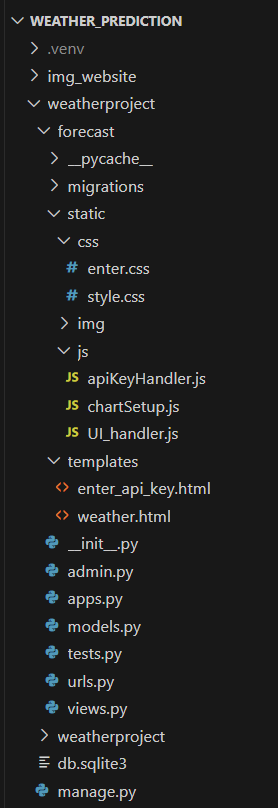 WEATHER_PREDICTION
.venv
img_website
weatherproject
forecast
__pycache__
migrations
static
css
# enter.css
# style.css
img
js
JS apiKeyHandler.js
JS chartSetup.js
JS UI_handler.js
templates
<> enter_api_key.html
<> weather.html
__init__.py
admin.py
apps.py
models.py
tests.py
urls.py
views.py
weatherproject
db.sqlite3
manage.py